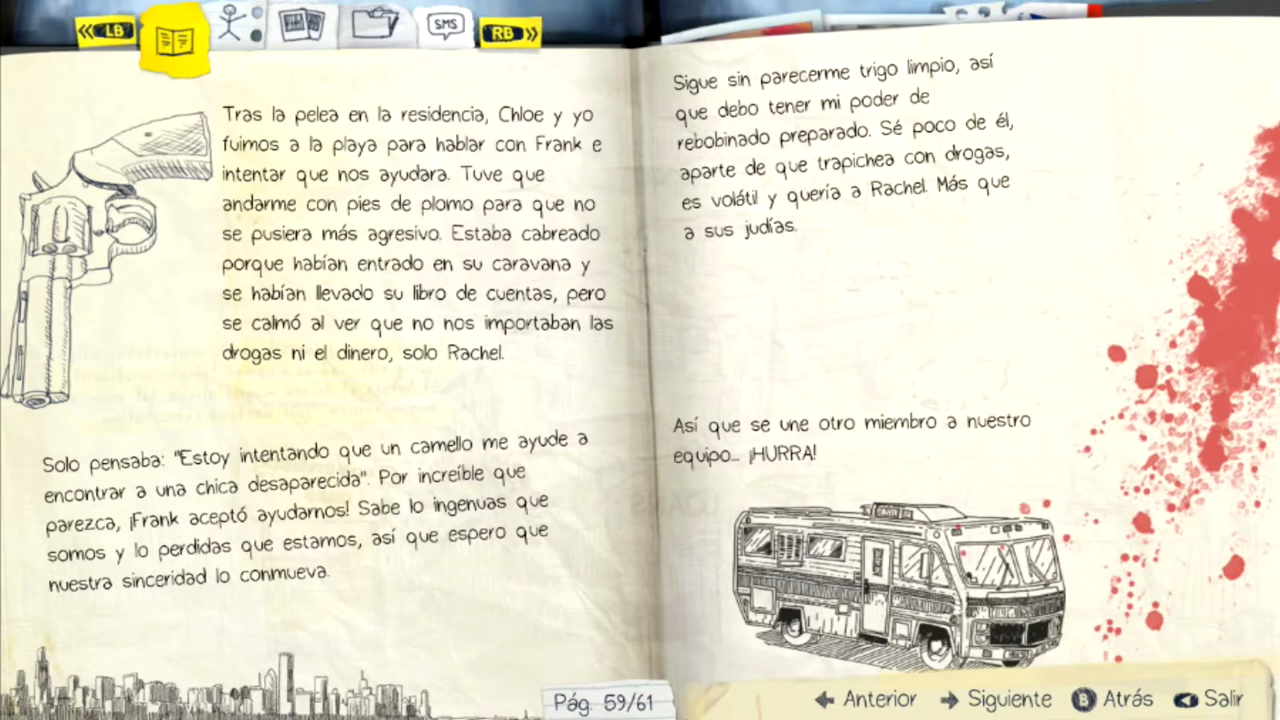 LB
SMS
RB
Tras la pelea en la residencia, Chloe y yo
fuimos a la playa para hablar con Frank e
intentar que nos ayudara. Tuve que
andarme con pies de plomo para que no
se pusiera más agresivo. Estaba cabreado
porque habían entrado en su caravana y
se habían llevado su libro de cuentas, pero
se calmó al ver que no nos importaban las
drogas ni el dinero, solo Rachel.
Solo pensaba: "Estoy intentando que un camello me ayude a
encontrar a una chica desaparecida". Por increíble que
parezca, ¡Frank aceptó ayudarnos! Sabe lo ingenuas que
somos y lo perdidas que estamos, así que espero que
nuestra sinceridad lo conmueva.
Sigue sin parecerme trigo limpio, así
que debo tener mi poder de
rebobinado preparado. Sé poco de él,
aparte de que trapichea con drogas,
es volátil y quería a Rachel. Más que
a sus judías.
Así que se une otro miembro a nuestro
equipo... ¡HURRA!
Pág. 59/61
Anterior
Siguiente
B Atrás
Salir